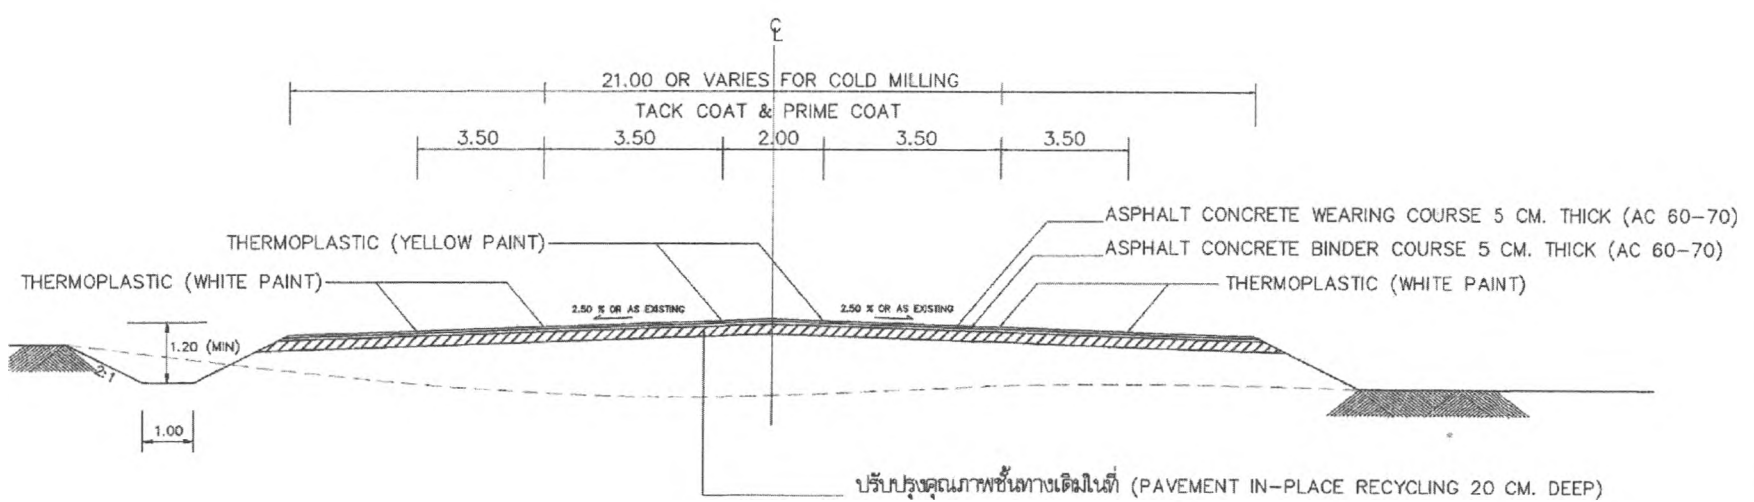 ℄
21.00 OR VARIES FOR COLD MILLING
TACK COAT & PRIME COAT
3.50 3.50 2.00 3.50 3.50
ASPHALT CONCRETE WEARING COURSE 5 CM. THICK (AC 60-70)
THERMOPLASTIC (YELLOW PAINT)
ASPHALT CONCRETE BINDER COURSE 5 CM. THICK (AC 60-70)
THERMOPLASTIC (WHITE PAINT)
THERMOPLASTIC (WHITE PAINT)
2.50 % OR AS EXISTING
2.50 % OR AS EXISTING
1.20 (MIN)
2:1
1.00
ปรับปรุงคุณภาพชั้นทางเดิมในที่ (PAVEMENT IN-PLACE RECYCLING 20 CM. DEEP)